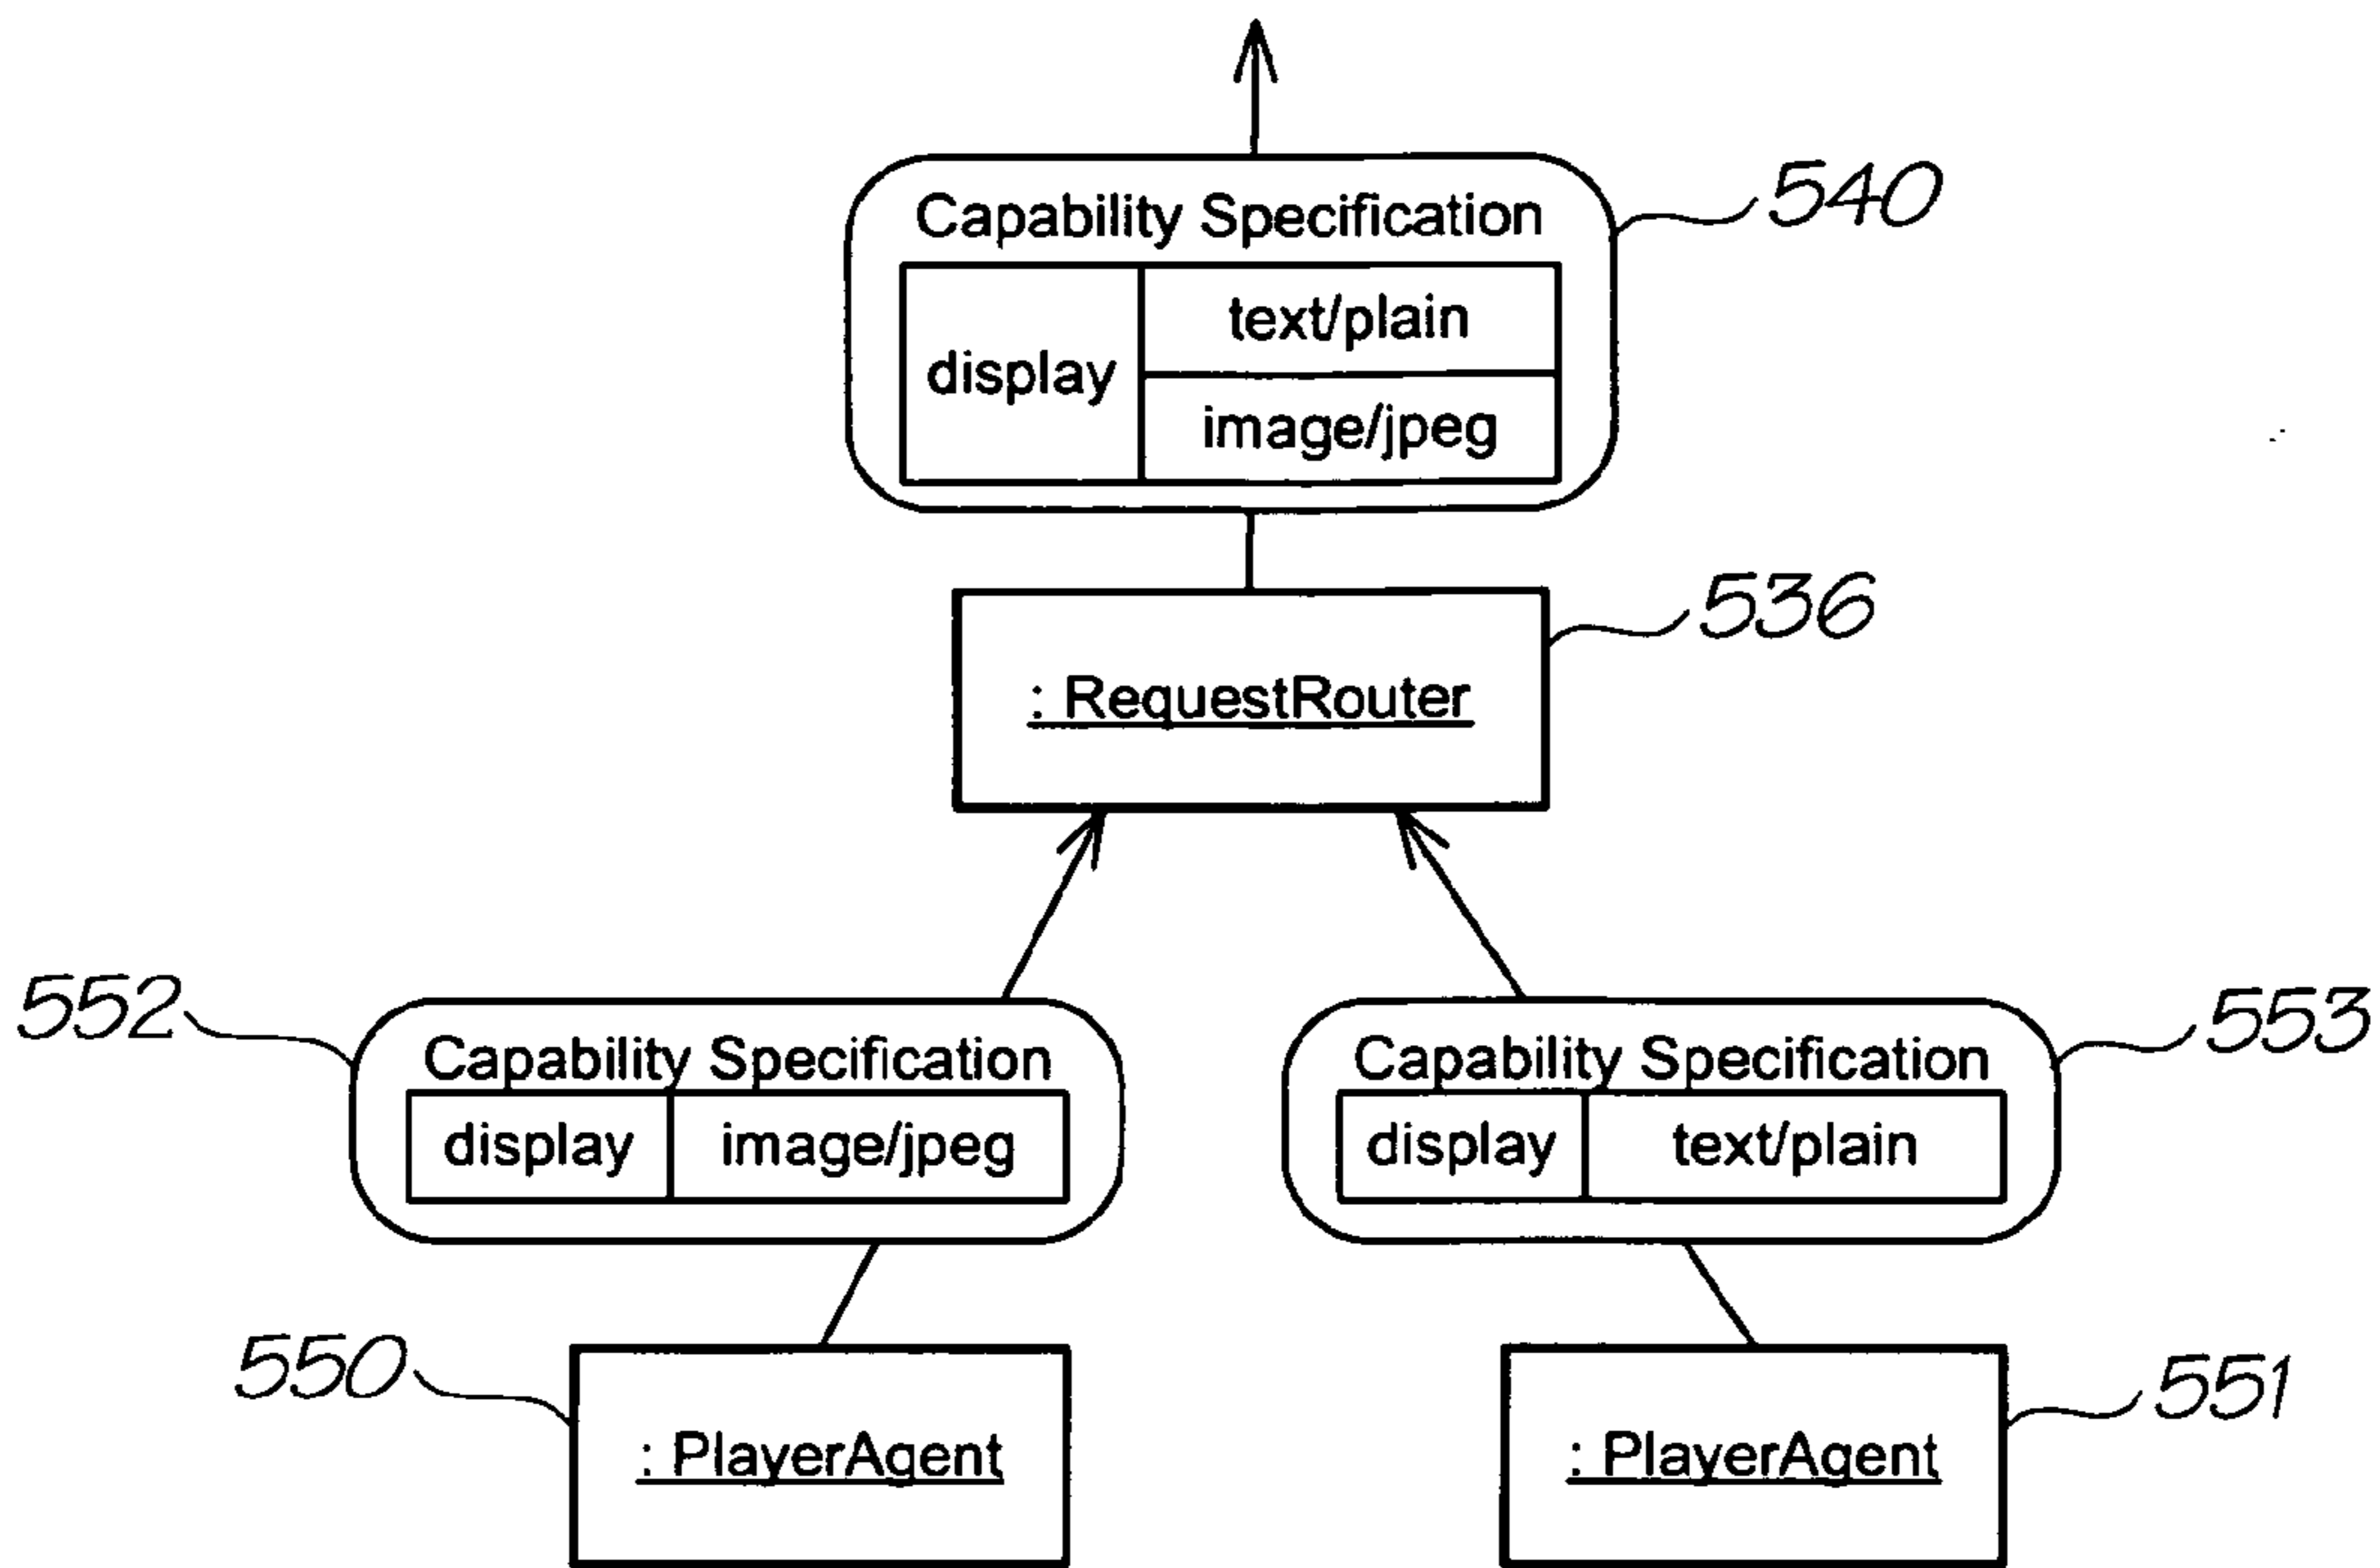 Capability Specification
540
text/plain
display
image/jpeg
536
: RequestRouter
552
553
Capability Specification
Capability Specification
display image/jpeg
display text/plain
550
551
: PlayerAgent
: PlayerAgent